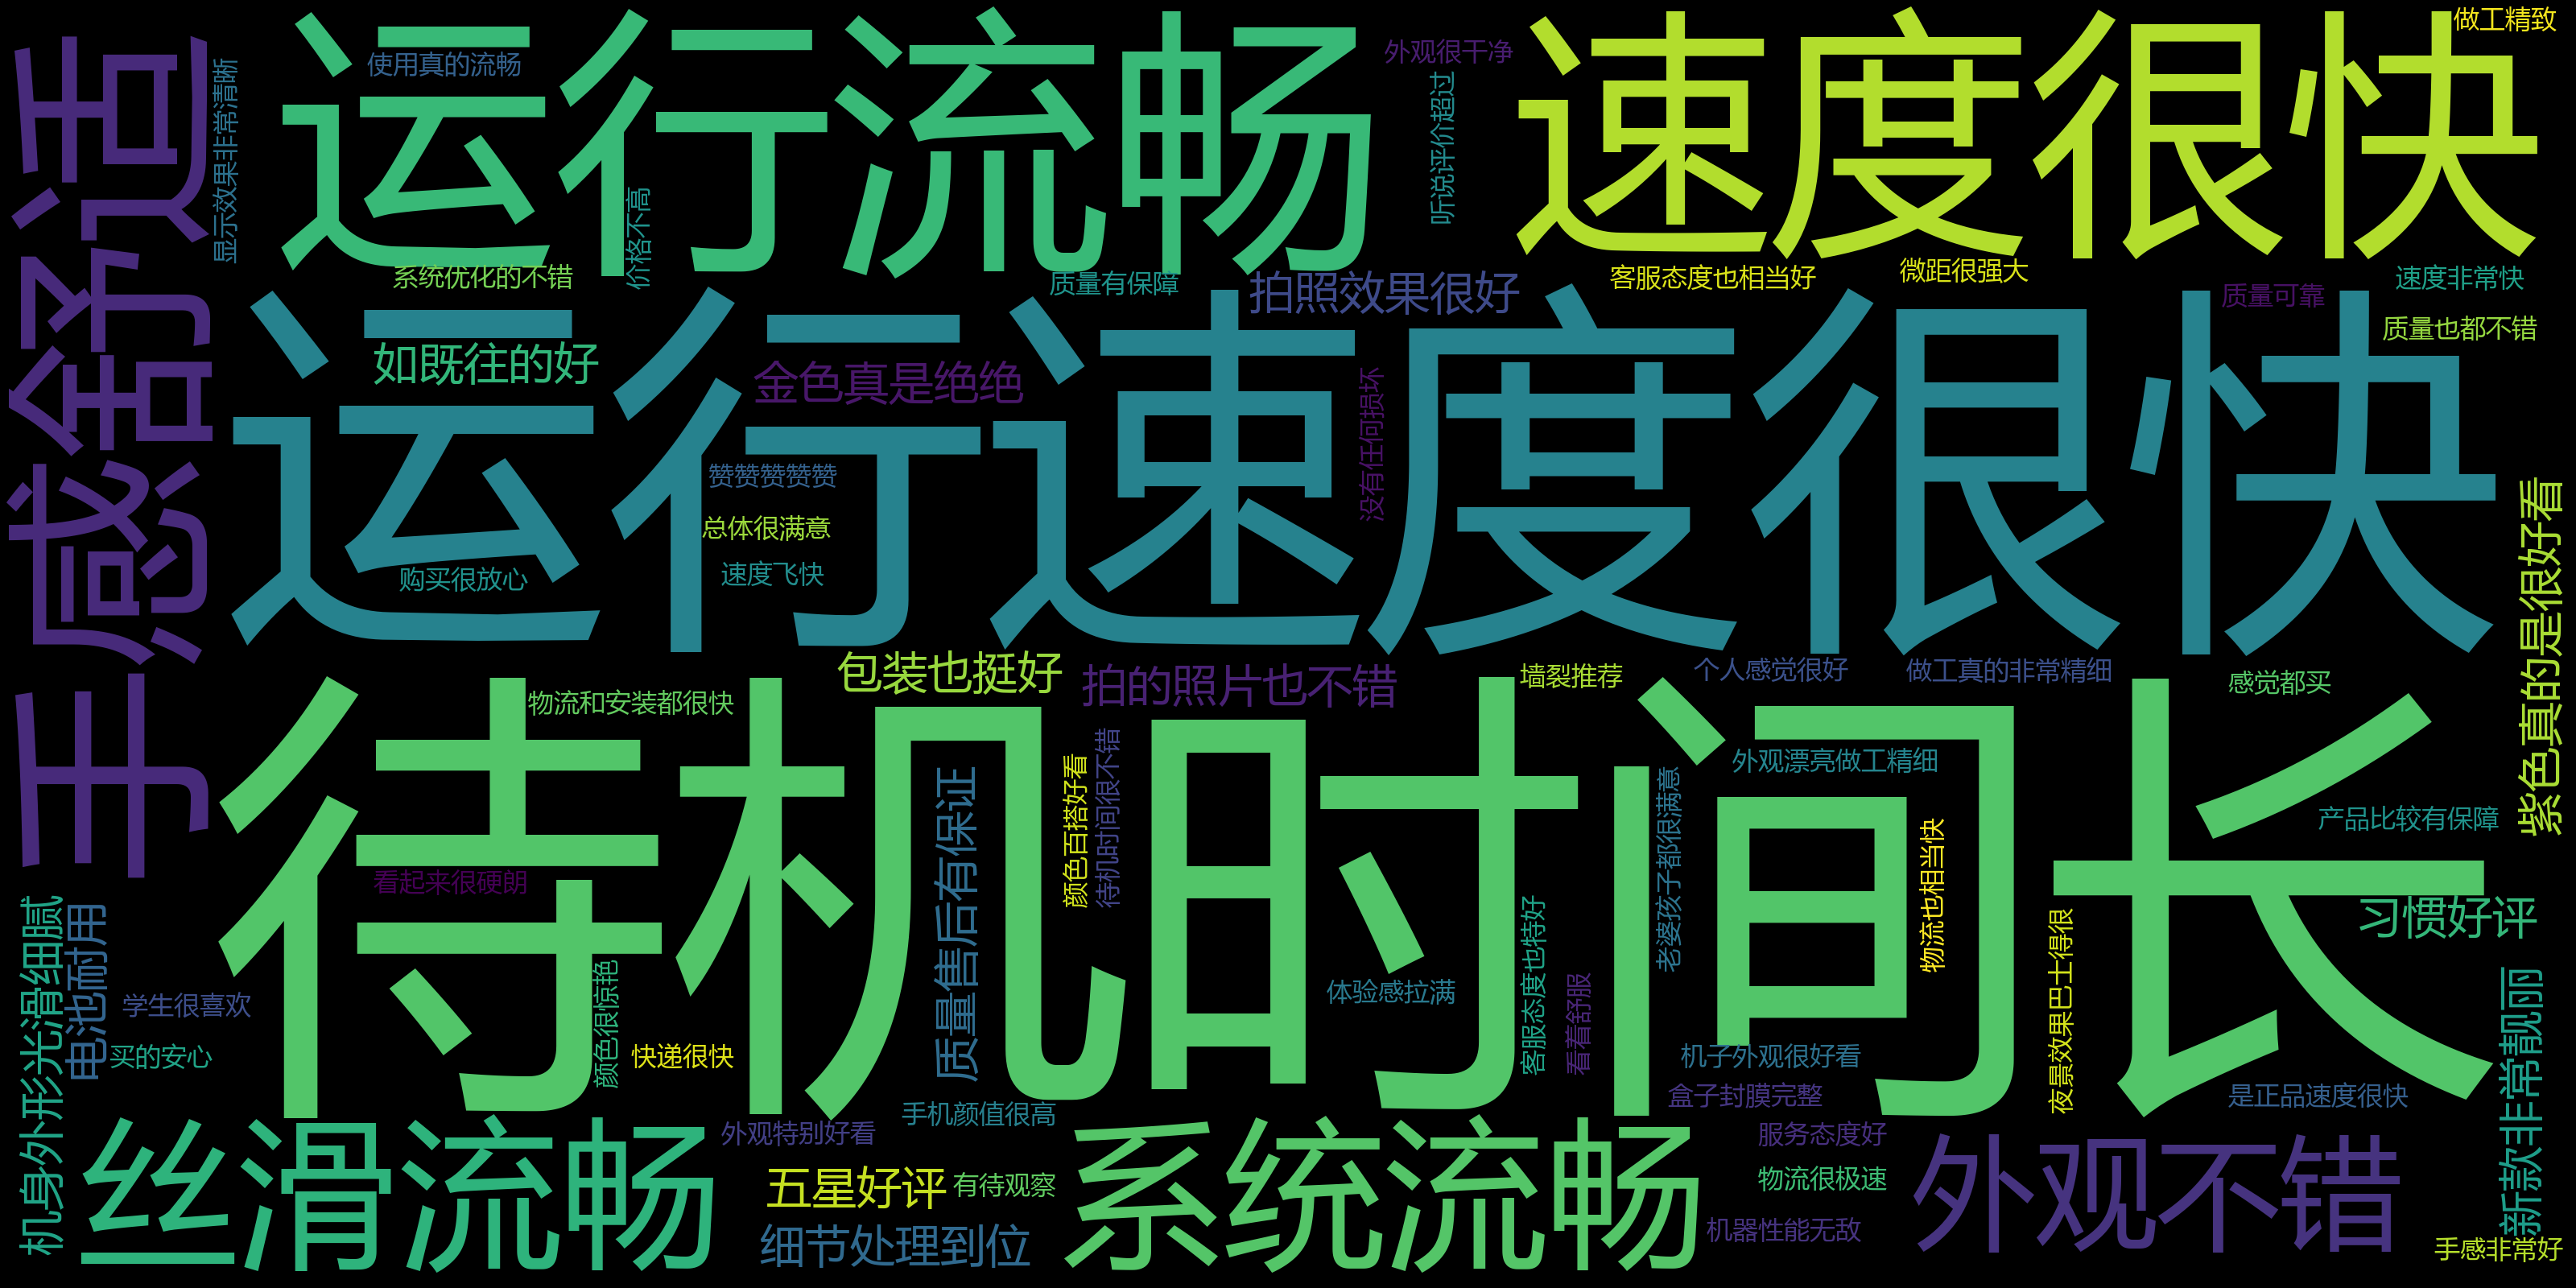 运行流畅
速度很快
做工精致
使用真的流畅
外观很干净
听说评价超过
显示效果非常清晰
手感舒适
价格不高
系统优化的不错
质量有保障
拍照效果很好
客服态度也相当好
微距很强大
速度非常快
质量可靠
质量也都不错
运行速度很快
如既往的好
金色真是绝绝
没有任何损坏
赞赞赞赞赞
总体很满意
速度飞快
购买很放心
紫色真的是很好看
包装也挺好
拍的照片也不错
墙裂推荐
个人感觉很好
做工真的非常精细
感觉都买
物流和安装都很快
待机时间长
颜色百搭好看
待机时间很不错
质量售后有保证
外观漂亮做工精细
老婆孩子都很满意
物流也相当快
产品比较有保障
看起来很硬朗
习惯好评
机身外形光滑细腻
电池耐用
学生很喜欢
买的安心
颜色很惊艳
快递很快
体验感拉满
客服态度也特好
看着舒服
夜景效果巴士得很
新款非常靓丽
机子外观很好看
盒子封膜完整
是正品速度很快
手机颜值很高
外观特别好看
服务态度好
丝滑流畅
五星好评
有待观察
系统流畅
物流很极速
外观不错
细节处理到位
机器性能无敌
手感非常好